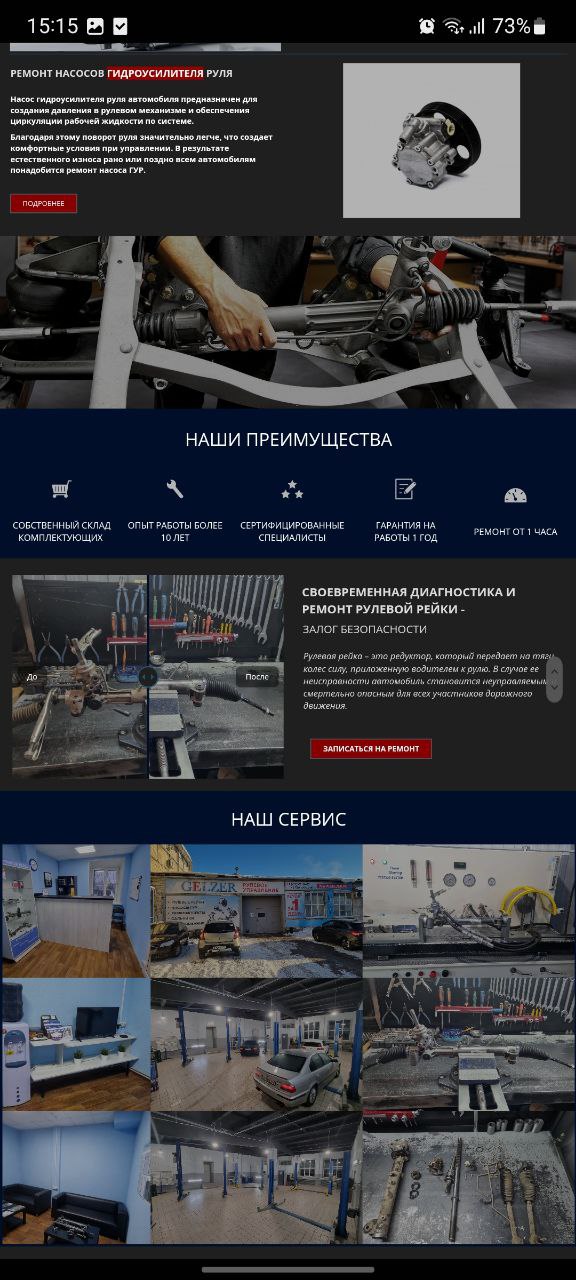 15:15
73%
РЕМОНТ НАСОСОВ ГИДРОУСИЛИТЕЛЯ РУЛЯ
Насос гидроусилителя руля автомобиля предназначен для
создания давления в рулевом механизме и обеспечения
циркуляции рабочей жидкости по системе.
Благодаря этому поворот руля значительно легче, что создает
комфортные условия при управлении. В результате
естественного износа рано или поздно всем автомобилям
понадобится ремонт насоса ГУР.
ПОДРОБНЕЕ
НАШИ ПРЕИМУЩЕСТВА
СОБСТВЕННЫЙ СКЛАД
КОМПЛЕКТУЮЩИХ
ОПЫТ РАБОТЫ БОЛЕЕ
10 ЛЕТ
СЕРТИФИЦИРОВАННЫЕ
СПЕЦИАЛИСТЫ
ГАРАНТИЯ НА
РАБОТЫ 1 ГОД
РЕМОНТ ОТ 1 ЧАСА
До
После
СВОЕВРЕМЕННАЯ ДИАГНОСТИКА И
РЕМОНТ РУЛЕВОЙ РЕЙКИ -
ЗАЛОГ БЕЗОПАСНОСТИ
Рулевая рейка – это редуктор, который передает на тягу
колес силу, приложенную водителем к рулю. В случае ее
неисправности автомобиль становится неуправляемым
смертельно опасным для всех участников дорожного
движения.
ЗАПИСАТЬСЯ НА РЕМОНТ
НАШ СЕРВИС
GELZER
РУЛЕВОЕ
УПРАВЛЕНИЕ